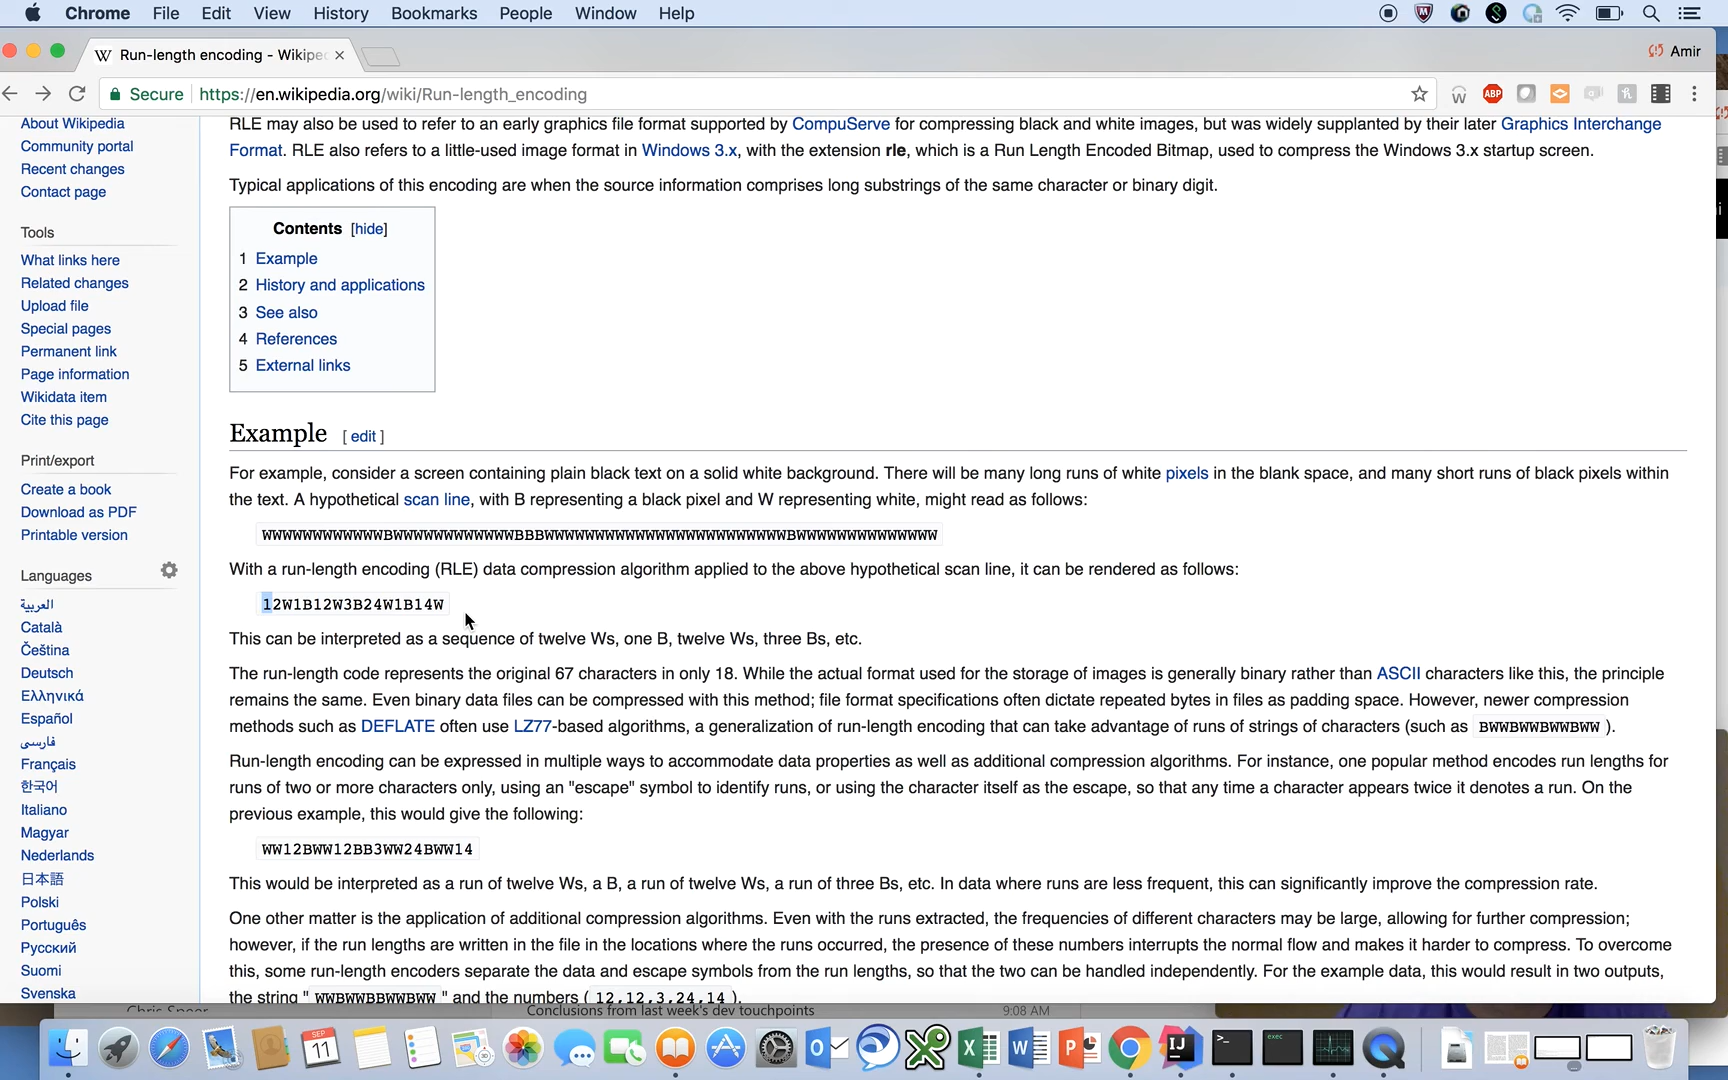 Chrome File Edit View History Bookmarks People Window Help
Run-length encoding - Wikipe
Amir
Secure https://en.wikipedia.org/wiki/Run-length_encoding
ABP
About Wikipedia
Community portal
Recent changes
Contact page
Tools
What links here
Related changes
Upload file
Special pages
Permanent link
Page information
Wikidata item
Cite this page
Print/export
Create a book
Download as PDF
Printable version
Languages
العربية
Català
Čeština
Deutsch
Ελληνικά
Español
فارسی
Français
한국어
Italiano
Magyar
Nederlands
日本語
Polski
Português
Русский
Suomi
Svenska
RLE may also be used to refer to an early graphics file format supported by CompuServe for compressing black and white images, but was widely supplanted by their later Graphics Interchange
Format. RLE also refers to a little-used image format in Windows 3.x, with the extension rle, which is a Run Length Encoded Bitmap, used to compress the Windows 3.x startup screen.
Typical applications of this encoding are when the source information comprises long substrings of the same character or binary digit.
Contents [hide]
1 Example
2 History and applications
3 See also
4 References
5 External links
Example [ edit ]
For example, consider a screen containing plain black text on a solid white background. There will be many long runs of white pixels in the blank space, and many short runs of black pixels within
the text. A hypothetical scan line, with B representing a black pixel and W representing white, might read as follows:
WWWWWWWWWWWWBWWWWWWWWWWWWBBBWWWWWWWWWWWWWWWWWWWWWWWWBWWWWWWWWWWWWWW
With a run-length encoding (RLE) data compression algorithm applied to the above hypothetical scan line, it can be rendered as follows:
12W1B12W3B24W1B14W
This can be interpreted as a sequence of twelve Ws, one B, twelve Ws, three Bs, etc.
The run-length code represents the original 67 characters in only 18. While the actual format used for the storage of images is generally binary rather than ASCII characters like this, the principle
remains the same. Even binary data files can be compressed with this method; file format specifications often dictate repeated bytes in files as padding space. However, newer compression
methods such as DEFLATE often use LZ77-based algorithms, a generalization of run-length encoding that can take advantage of runs of strings of characters (such as BWWBWWBWWBWW ).
Run-length encoding can be expressed in multiple ways to accommodate data properties as well as additional compression algorithms. For instance, one popular method encodes run lengths for
runs of two or more characters only, using an "escape" symbol to identify runs, or using the character itself as the escape, so that any time a character appears twice it denotes a run. On the
previous example, this would give the following:
WW12BWW12BB3WW24BWW14
This would be interpreted as a run of twelve Ws, a B, a run of twelve Ws, a run of three Bs, etc. In data where runs are less frequent, this can significantly improve the compression rate.
One other matter is the application of additional compression algorithms. Even with the runs extracted, the frequencies of different characters may be large, allowing for further compression;
however, if the run lengths are written in the file in the locations where the runs occurred, the presence of these numbers interrupts the normal flow and makes it harder to compress. To overcome
this, some run-length encoders separate the data and escape symbols from the run lengths, so that the two can be handled independently. For the example data, this would result in two outputs,
the string " WWBWWBBWWBWW " and the numbers ( 12,12,3,24,14 ).
Conclusions from last week's dev touchpoints 9:08 AM
SEP
11
IJ
exec